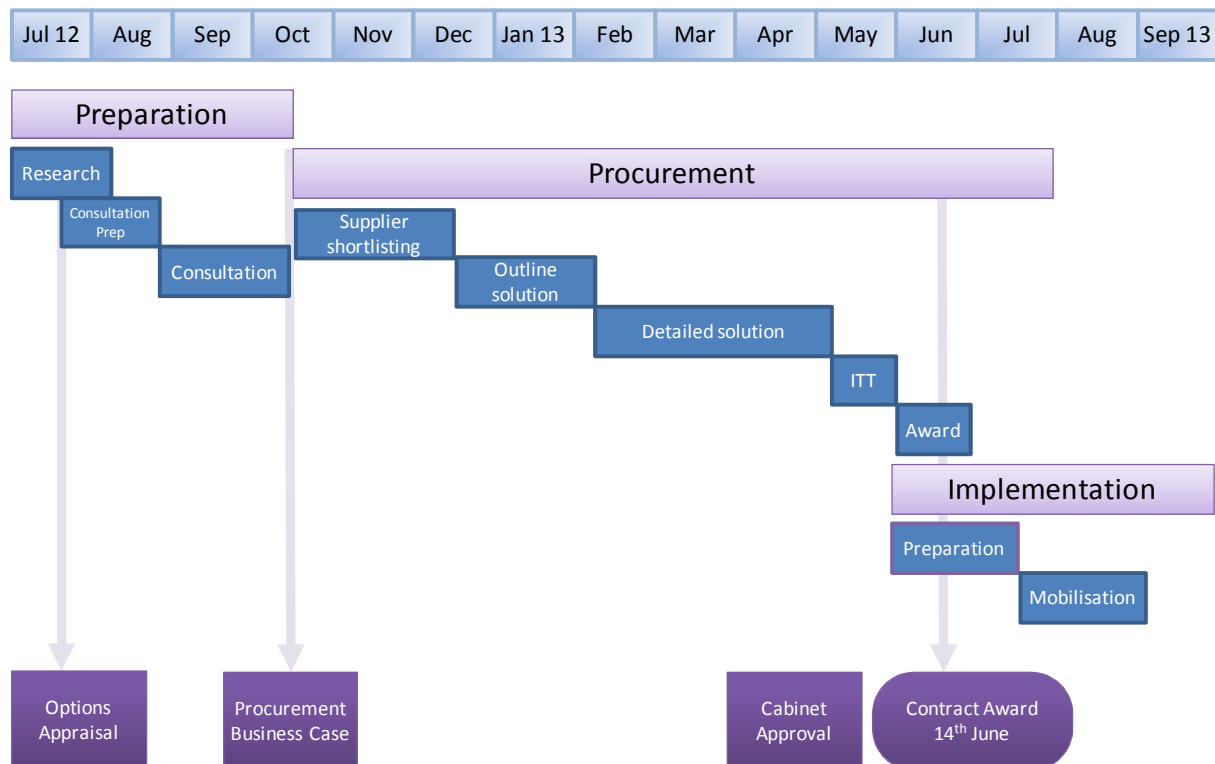 Jul 12 Aug Sep Oct Nov Dec Jan 13 Feb Mar Apr May Jun Jul Aug Sep 13
Preparation
Research
Procurement
Consultation
Prep
Supplier
shortlisting
Consultation
Outline
solution
Detailed solution
ITT
Award
Implementation
Preparation
Mobilisation
Options
Appraisal
Procurement
Business Case
Cabinet
Approval
Contract Award
14th June